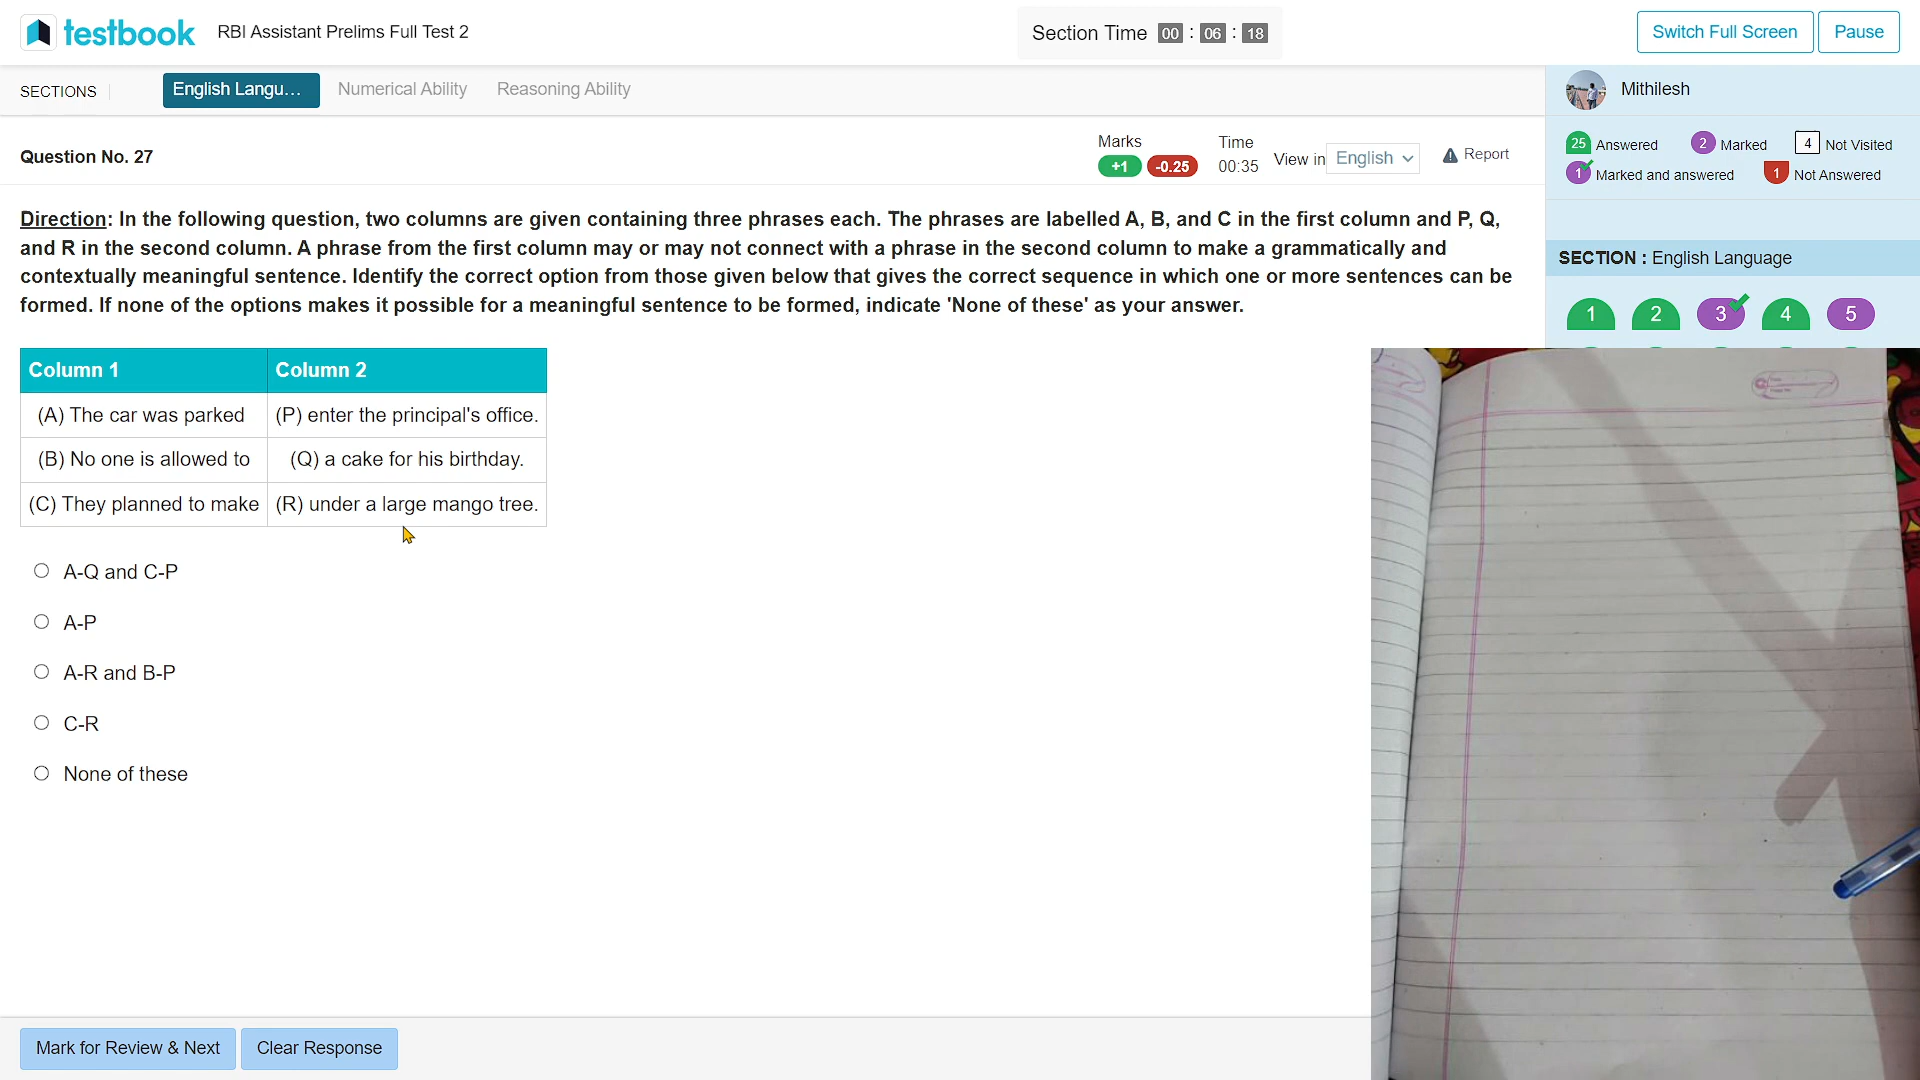 testbook
RBI Assistant Prelims Full Test 2
Section Time 00 : 06 : 18
Switch Full Screen
Pause
SECTIONS
English Langu...
Numerical Ability
Reasoning Ability
Mithilesh
Question No. 27
Marks
+1 -0.25
Time
00:35
View in English
Report
25 Answered
2 Marked
4 Not Visited
1 Marked and answered
1 Not Answered
SECTION : English Language
1 2 3 4 5
Direction: In the following question, two columns are given containing three phrases each. The phrases are labelled A, B, and C in the first column and P, Q,
and R in the second column. A phrase from the first column may or may not connect with a phrase in the second column to make a grammatically and
contextually meaningful sentence. Identify the correct option from those given below that gives the correct sequence in which one or more sentences can be
formed. If none of the options makes it possible for a meaningful sentence to be formed, indicate 'None of these' as your answer.
Column 1 Column 2
(A) The car was parked (P) enter the principal's office.
(B) No one is allowed to (Q) a cake for his birthday.
(C) They planned to make (R) under a large mango tree.
A-Q and C-P
A-P
A-R and B-P
C-R
None of these
Mark for Review & Next
Clear Response